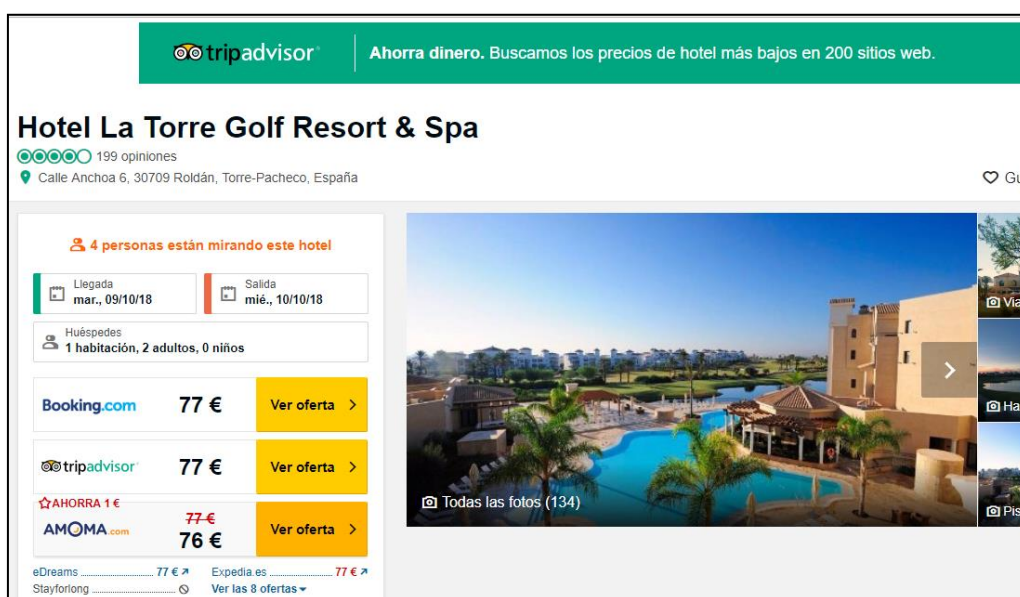 tripadvisor Ahorra dinero. Buscamos los precios de hotel más bajos en 200 sitios web.
Hotel La Torre Golf Resort & Spa
199 opiniones
Calle Anchoa 6, 30709 Roldán, Torre-Pacheco, España
Gu
4 personas están mirando este hotel
Llegada
mar., 09/10/18
Salida
mié., 10/10/18
Huéspedes
1 habitación, 2 adultos, 0 niños
Booking.com 77 € Ver oferta
tripadvisor 77 € Ver oferta
AHORRA 1 €
AMOMA.com 77 € 76 € Ver oferta
eDreams 77 € Expedia.es 77 €
Stayforlong Ver las 8 ofertas
Todas las fotos (134)
Via
Ha
Pis